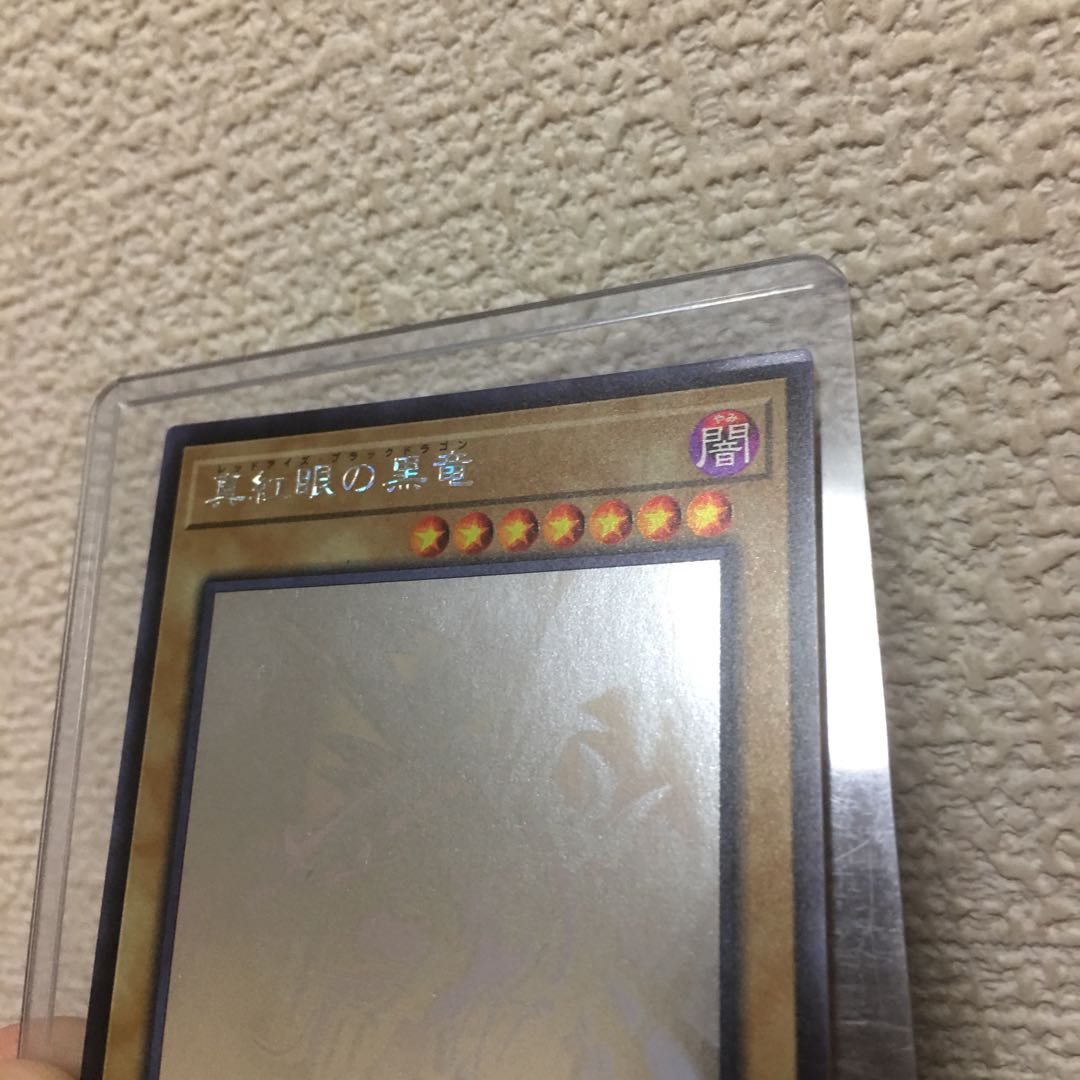 レッドアイズ・ブラックドラゴン
真紅眼の黒竜
やみ
闇